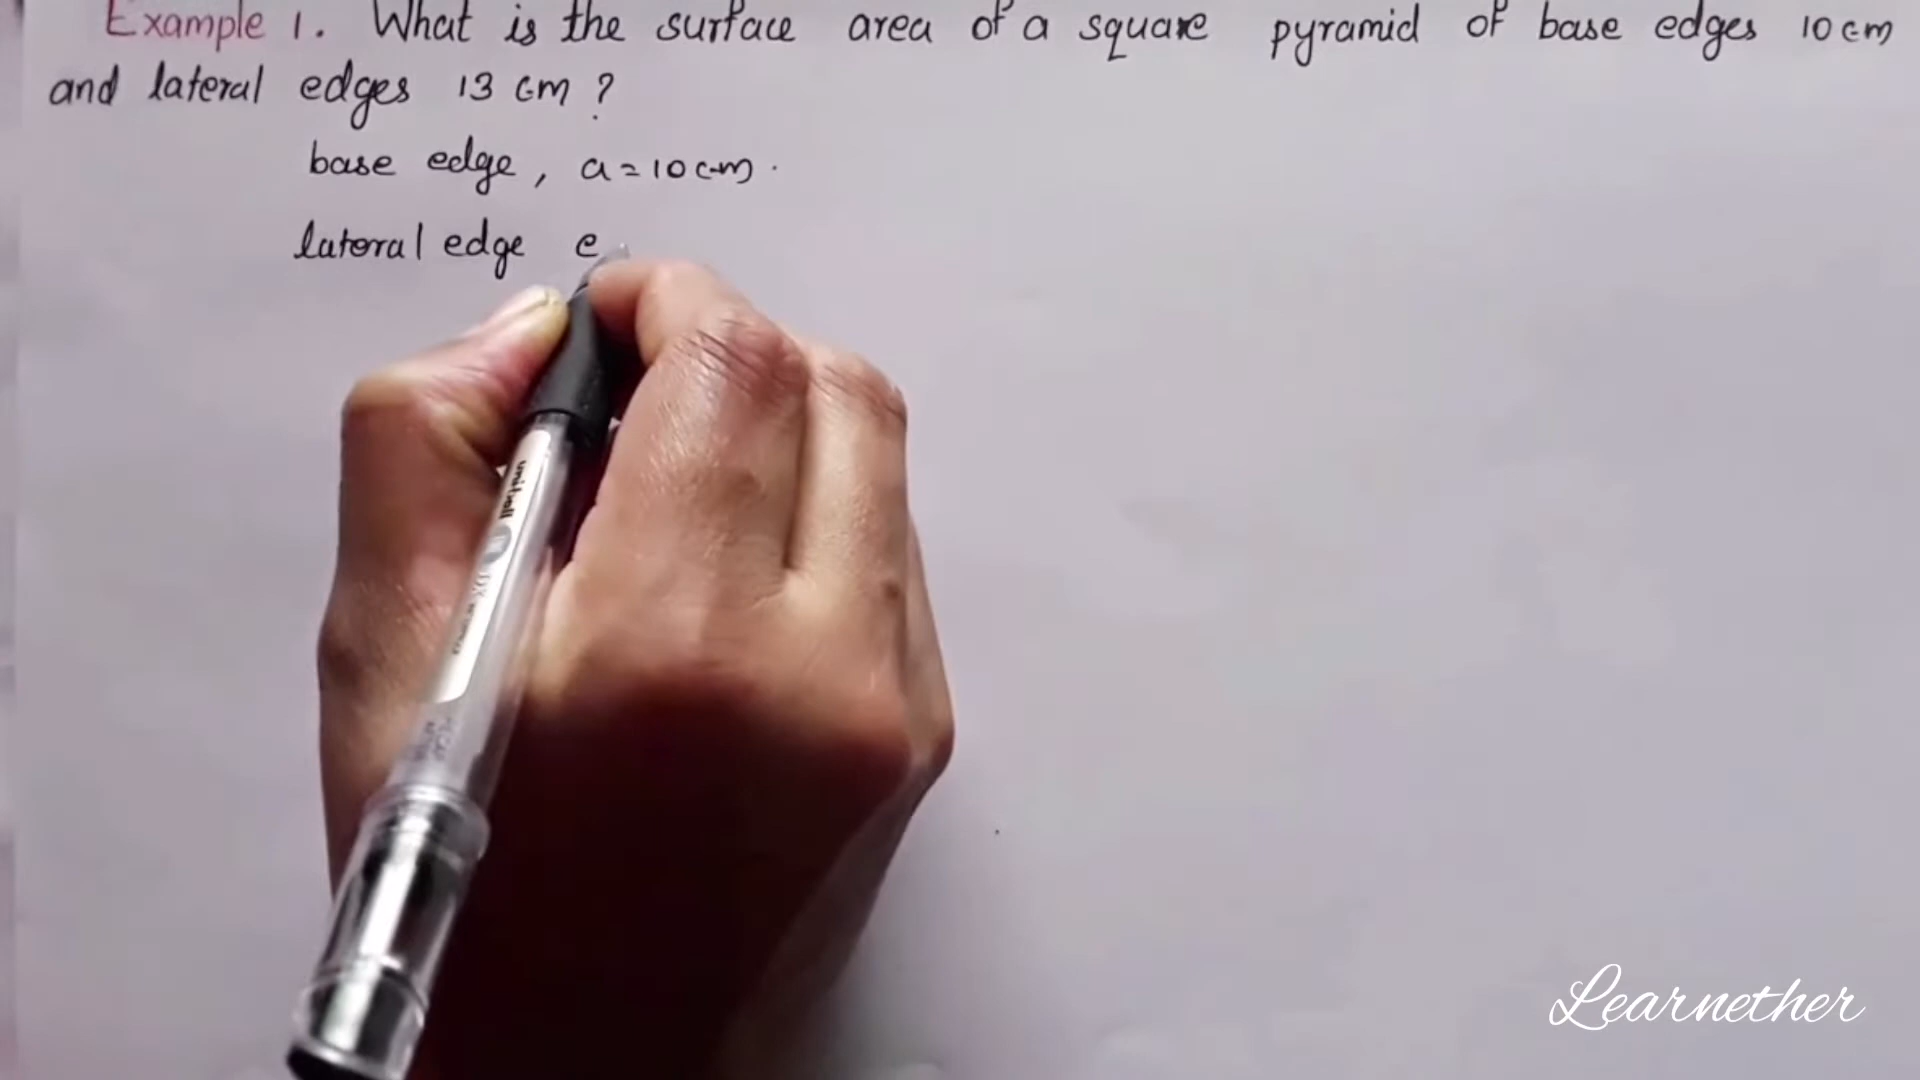 Example 1. What is the surface area of a square pyramid of base edges 10 cm
and lateral edges 13 cm ?
base edge, a = 10 cm.
lateral edge e
uniball
Learnether